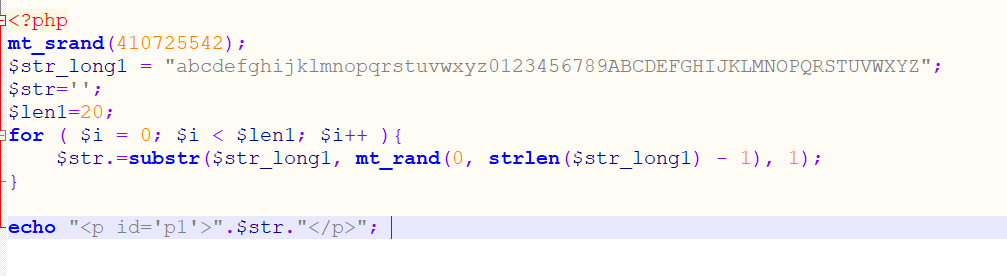 <?php
mt_srand(410725542);
$str_long1 = "abcdefghijklmnopqrstuvwxyz0123456789ABCDEFGHIJKLMNOPQRSTUVWXYZ";
$str='';
$len1=20;
for ( $i = 0; $i < $len1; $i++ ){
    $str.=substr($str_long1, mt_rand(0, strlen($str_long1) - 1), 1);
}
echo "<p id='p1'>".$str."</p>";